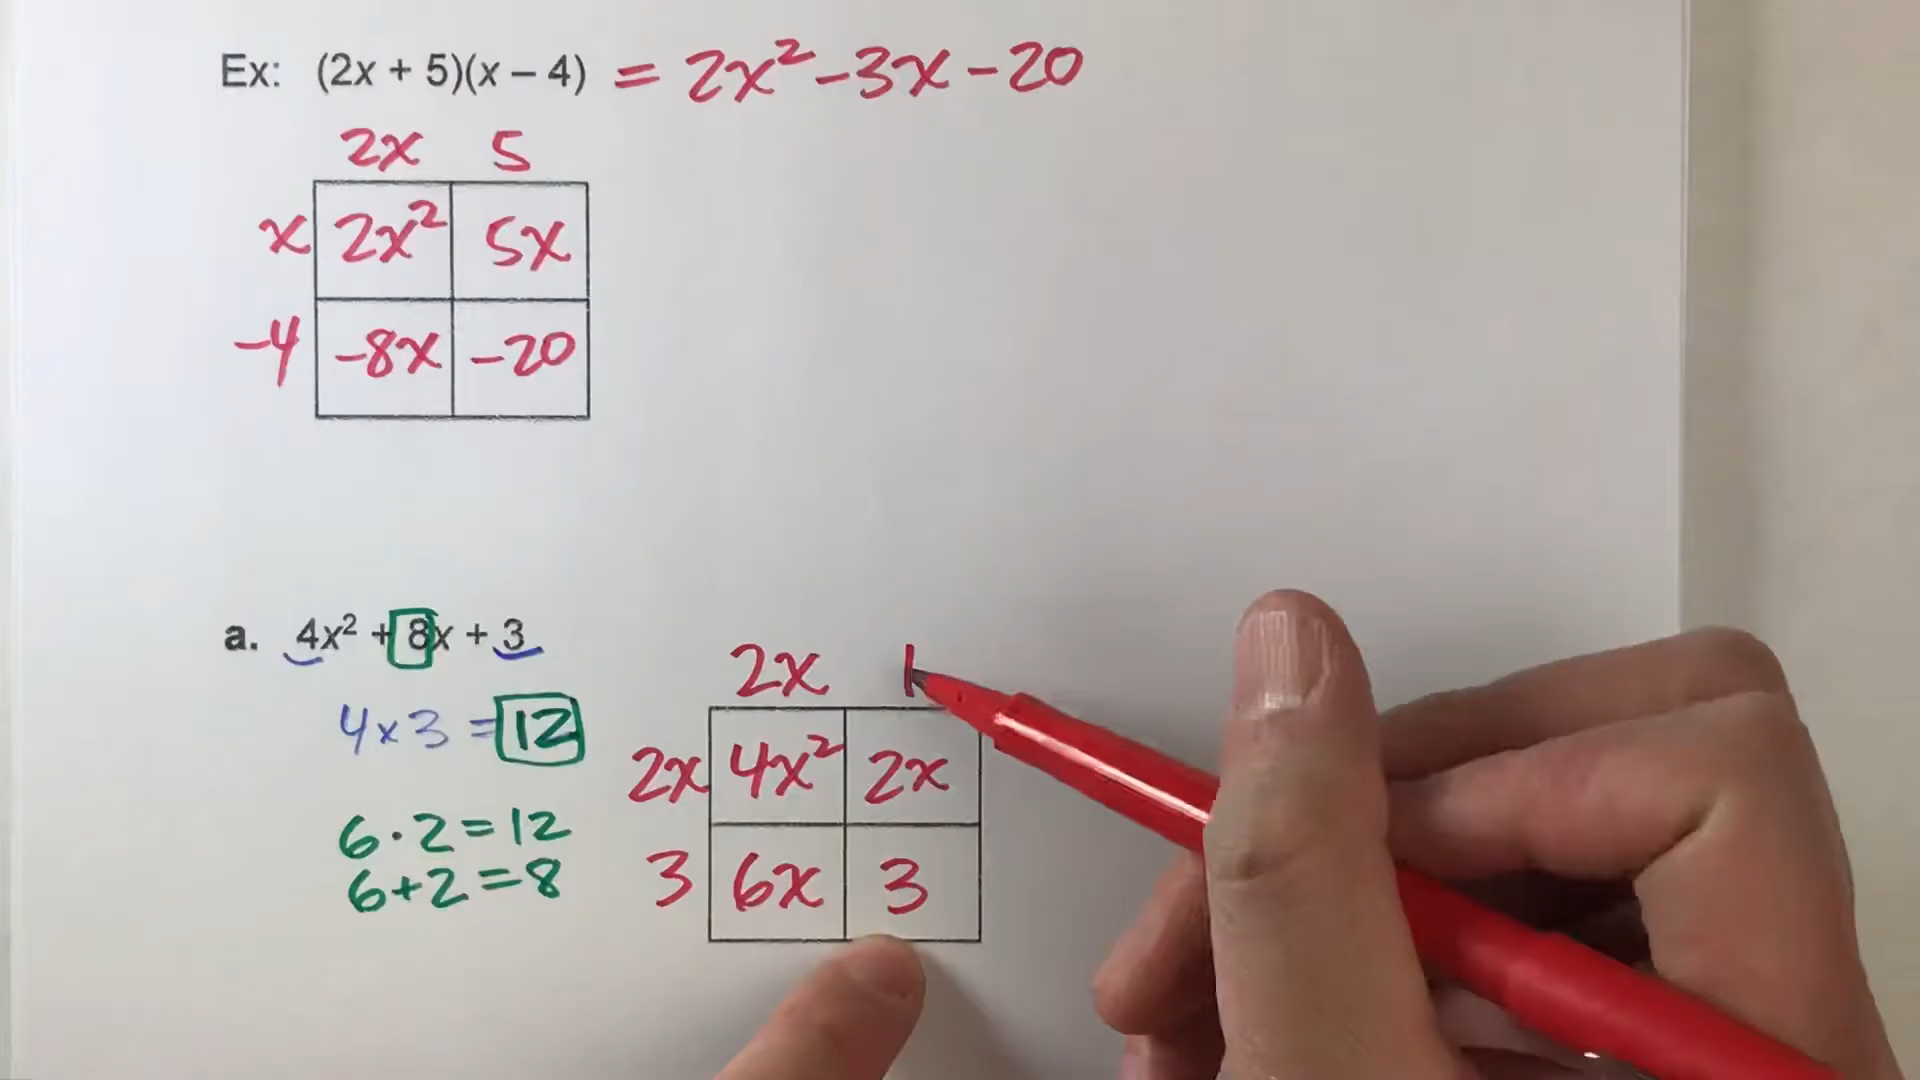 Ex: (2x + 5)(x – 4) = 2x² -3x -20
2x 5
x 2x² 5x
-4 -8x -20
a. 4x² + 8x + 3
4x3 = 12
6·2=12
6+2=8
2x 1
2x 4x² 2x
3 6x 3